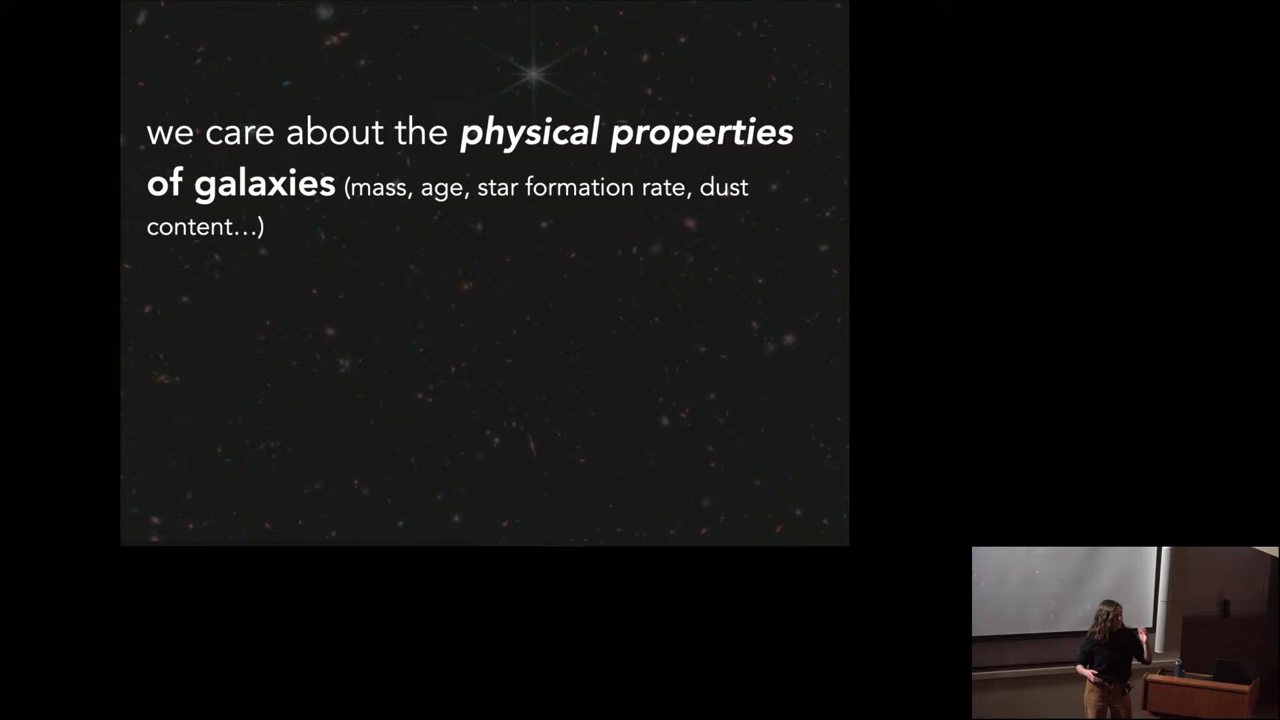 we care about the physical properties
of galaxies (mass, age, star formation rate, dust
content…)